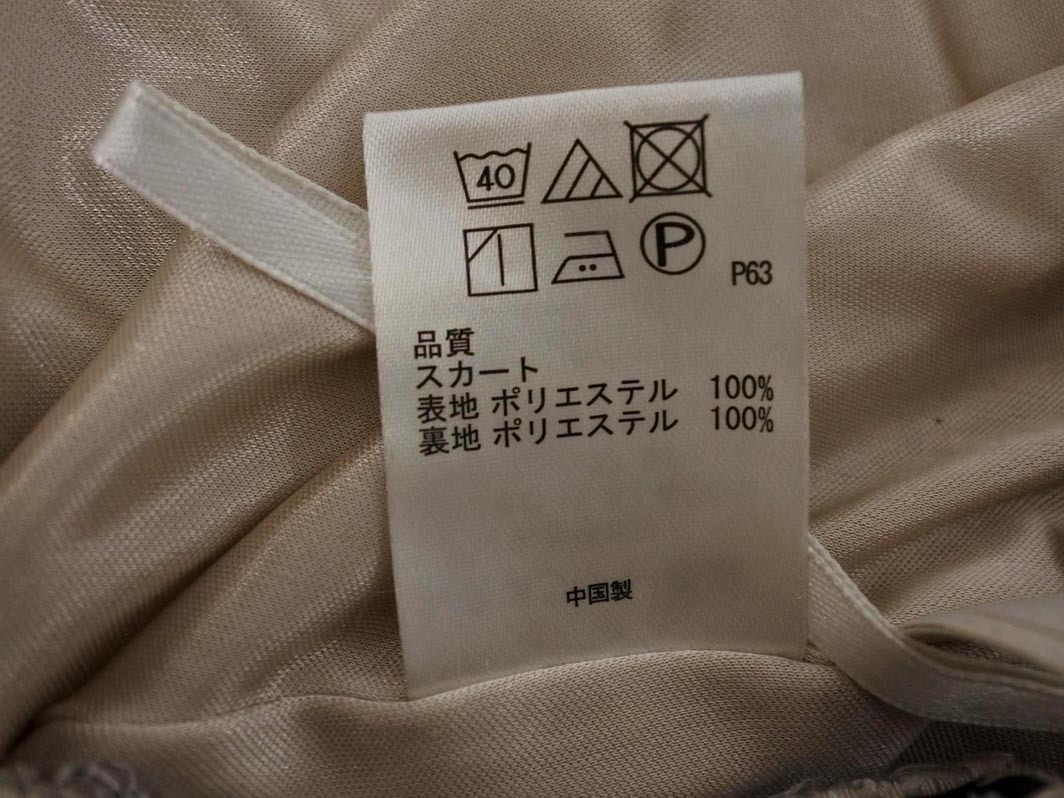 40
P
P63
品質
スカート
表地 ポリエステル 100%
裏地 ポリエステル 100%
中国製